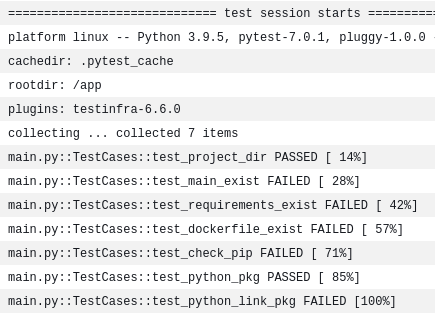 ============================= test session starts ==========
platform linux -- Python 3.9.5, pytest-7.0.1, pluggy-1.0.0 -
cachedir: .pytest_cache
rootdir: /app
plugins: testinfra-6.6.0
collecting ... collected 7 items
main.py::TestCases::test_project_dir PASSED [ 14%]
main.py::TestCases::test_main_exist FAILED [ 28%]
main.py::TestCases::test_requirements_exist FAILED [ 42%]
main.py::TestCases::test_dockerfile_exist FAILED [ 57%]
main.py::TestCases::test_check_pip FAILED [ 71%]
main.py::TestCases::test_python_pkg PASSED [ 85%]
main.py::TestCases::test_python_link_pkg FAILED [100%]